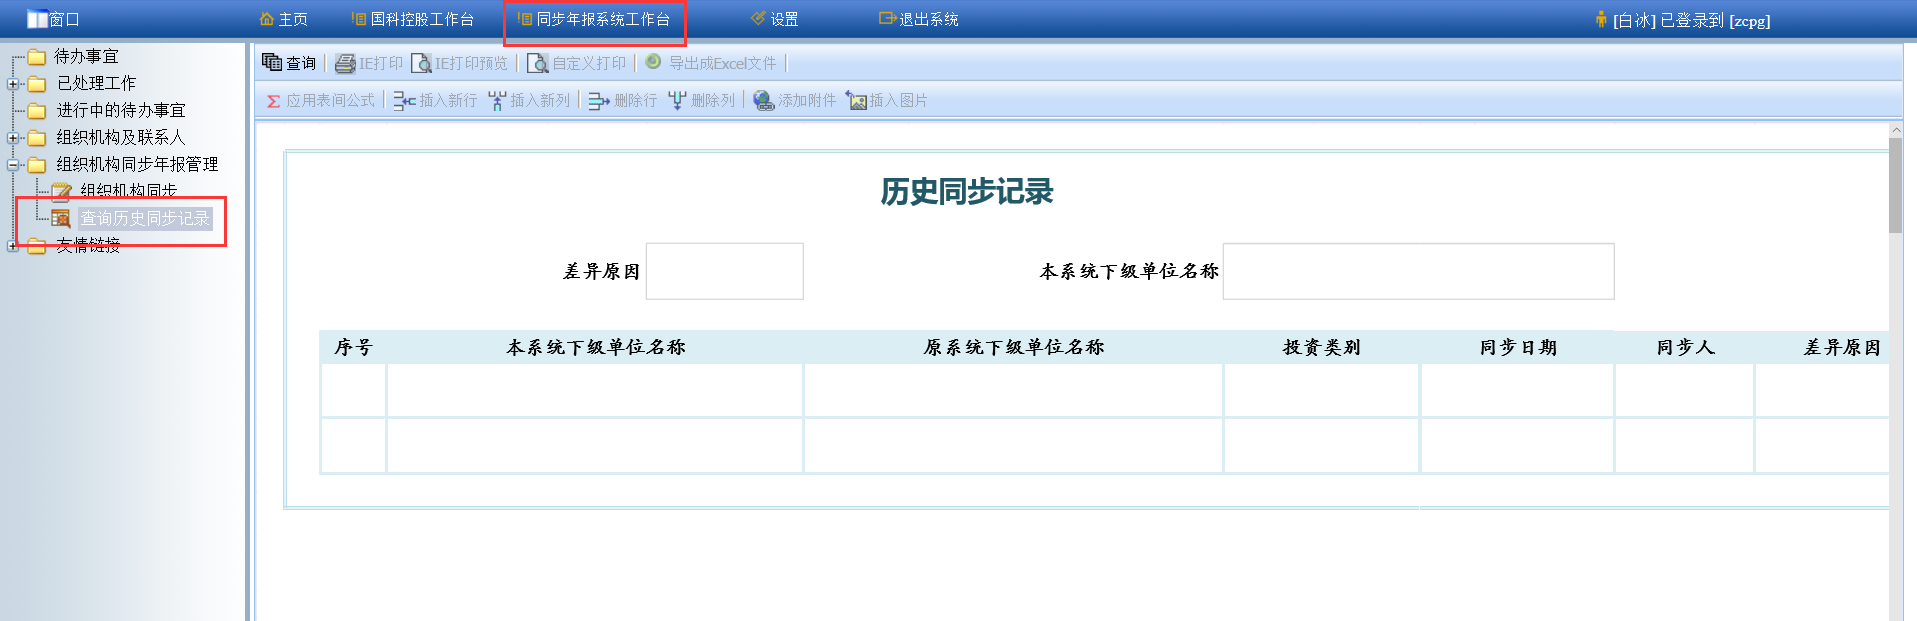 窗口 主页 国科控股工作台 同步年报系统工作台 设置 退出系统 [白冰] 已登录到 [zcpg]
待办事宜
已处理工作
进行中的待办事宜
组织机构及联系人
组织机构同步年报管理
组织机构同步
查询历史同步记录
友情链接
查询 IE打印 IE打印预览 自定义打印 导出成Excel文件
应用表间公式 插入新行 插入新列 删除行 删除列 添加附件 插入图片
历史同步记录
差异原因 本系统下级单位名称
序号 本系统下级单位名称 原系统下级单位名称 投资类别 同步日期 同步人 差异原因